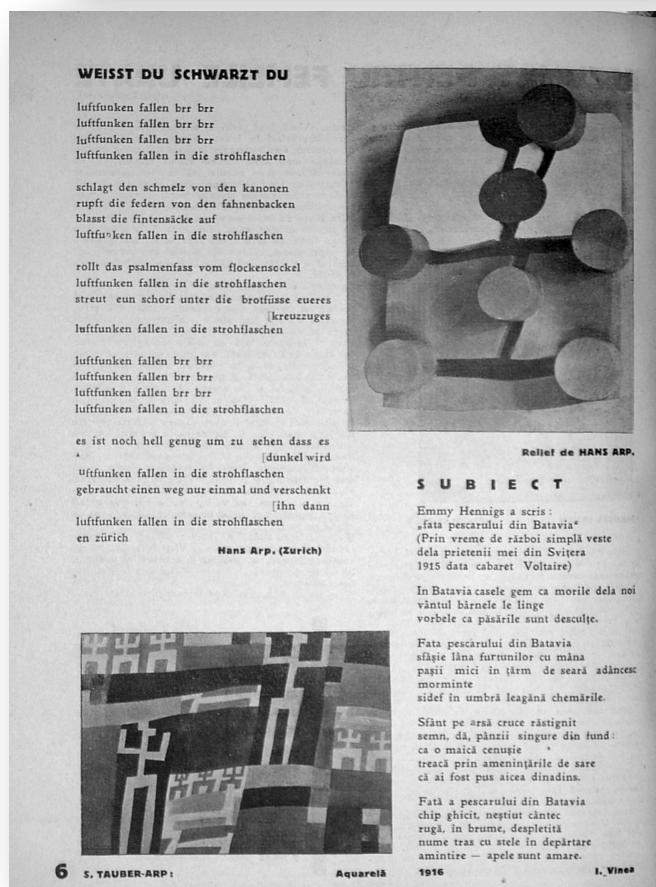 WEISST DU SCHWARZT DU
luftfunken fallen brr brr
luftfunken fallen brr brr
luftfunken fallen brr brr
luftfunken fallen in die strohflaschen
schlagt den schmelz von den kanonen
rupft die federn von den fahnenbacken
blasst die fintensäcke auf
luftfunken fallen in die strohflaschen
rollt das psalmenfass vom flockensockel
luftfunken fallen in die strohflaschen
streut eun schorf unter die brotfüsse eueres
[kreuzzuges
luftfunken fallen in die strohflaschen
luftfunken fallen brr brr
luftfunken fallen brr brr
luftfunken fallen brr brr
luftfunken fallen in die strohflaschen
es ist noch hell genug um zu sehen dass es
[dunkel wird
uftfunken fallen in die strohflaschen
gebraucht einen weg nur einmal und verschenkt
[ihn dann
luftfunken fallen in die strohflaschen
en zürich
Hans Arp. (Zurich)
Relief de HANS ARP.
SUBIECT
Emmy Hennigs a scris :
„fata pescarului din Batavia"
(Prin vreme de război simplă veste
dela prietenii mei din Svițera
1915 data cabaret Voltaire)
In Batavia casele gem ca morile dela noi
vântul bârnele le linge
vorbele ca păsările sunt desculțe.
Fata pescarului din Batavia
sfâșie lâna furtunilor cu mâna
pașii mici în țărm de seară adâncesc
morminte
sidef în umbră leagănă chemările.
Sfânt pe arsă cruce răstignit
semn, dă, pânzii singure din fund :
ca o maică cenușie
treacă prin amenințările de sare
că ai fost pus aicea dinadins.
Fată a pescarului din Batavia
chip ghicit, neștiut cântec
rugă, în brume, despletită
nume tras cu stele în depărtare
amintire — apele sunt amare.
1916 I. Vinea
6 S. TAUBER-ARP : Aquarelă